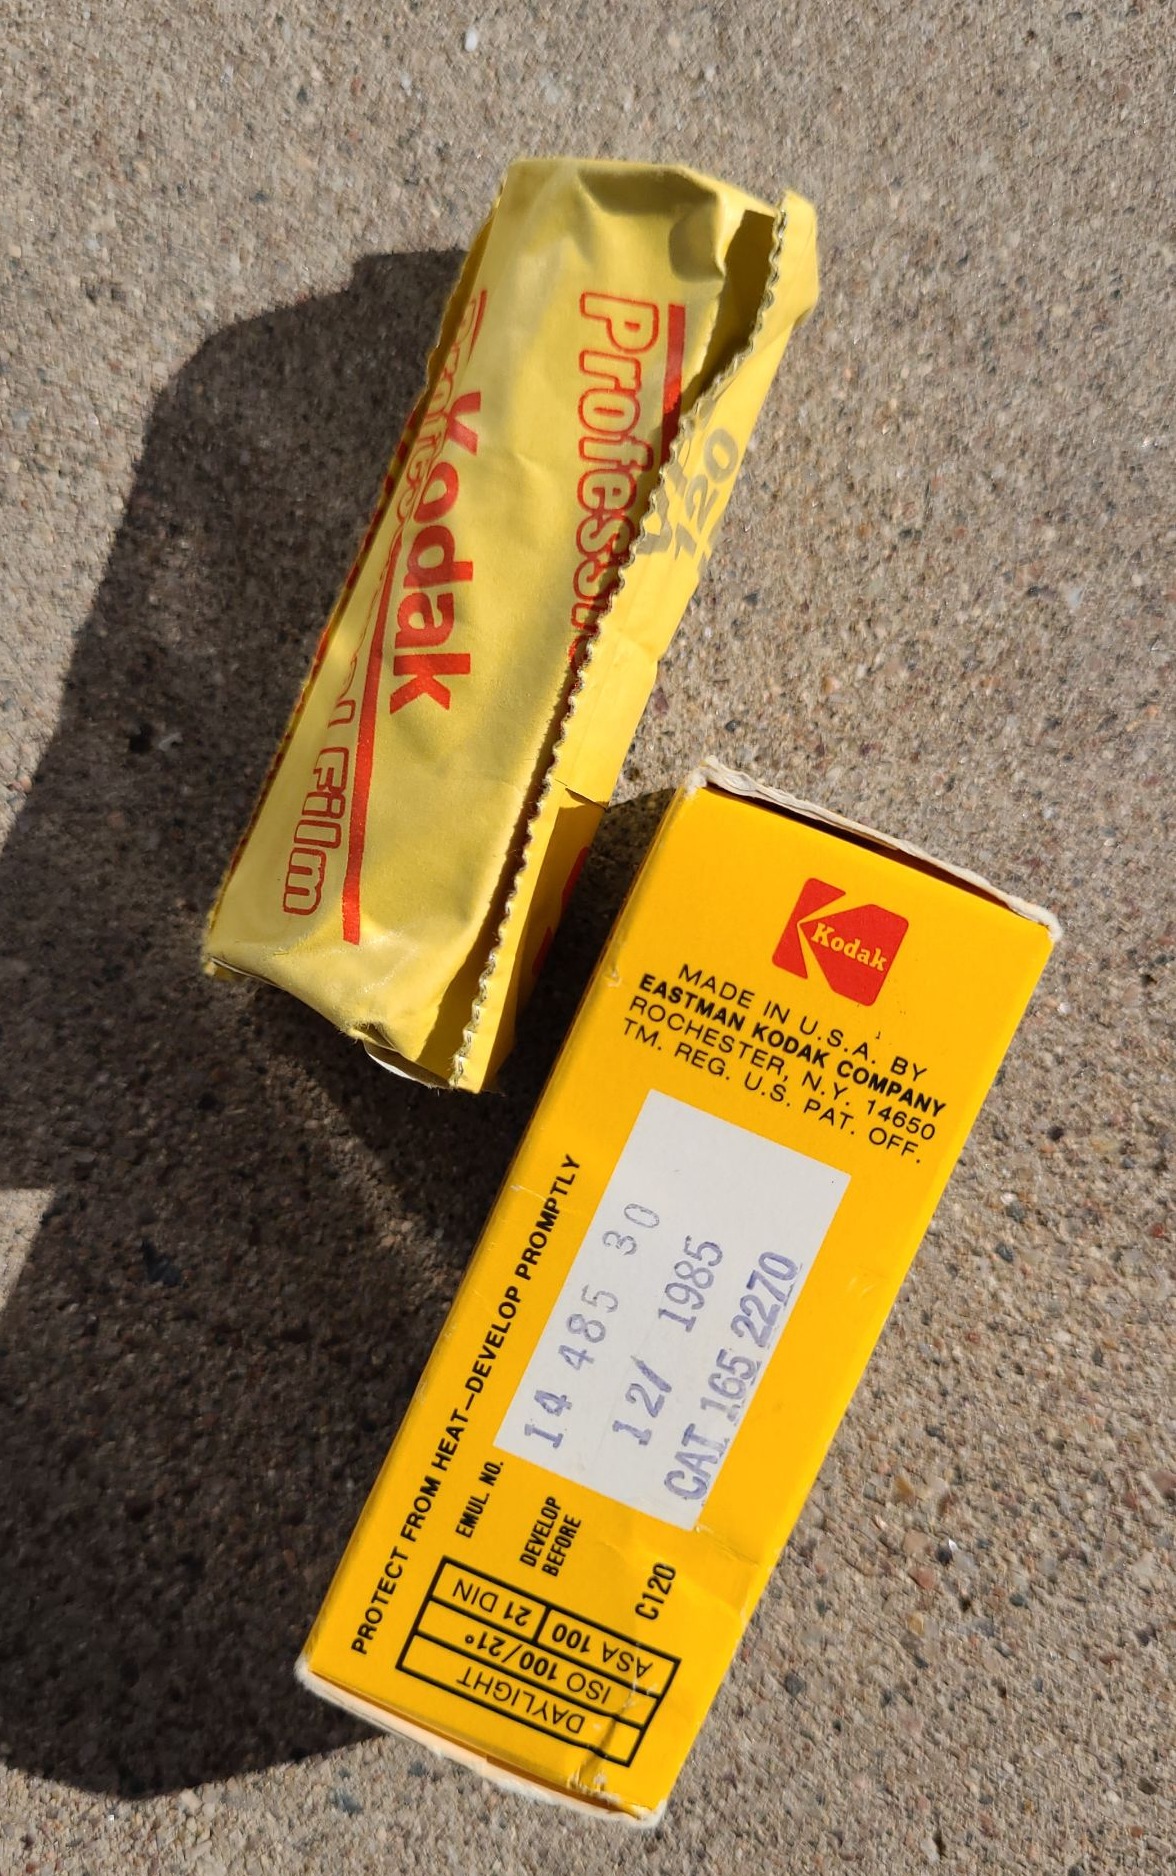 Professi
Kodak
Professional Film
120
Kodak
MADE IN U.S.A. BY
EASTMAN KODAK COMPANY
ROCHESTER, N.Y. 14650
TM. REG. U.S. PAT. OFF.
PROTECT FROM HEAT—DEVELOP PROMPTLY
EMUL. NO.
14 485 30
DEVELOP
BEFORE
12/ 1985
CAT 165 2270
C120
DAYLIGHT
ISO 100/21°
ASA 100 21 DIN